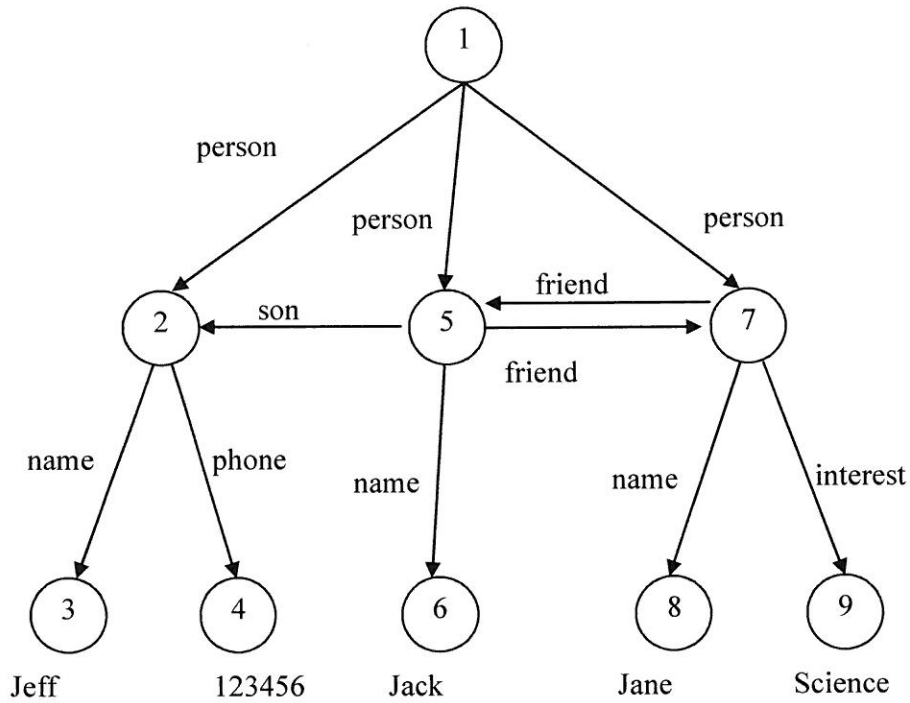 1
person
person
person
friend
son
2
5
7
friend
name
phone
name
name
interest
3
4
6
8
9
Jeff
123456
Jack
Jane
Science